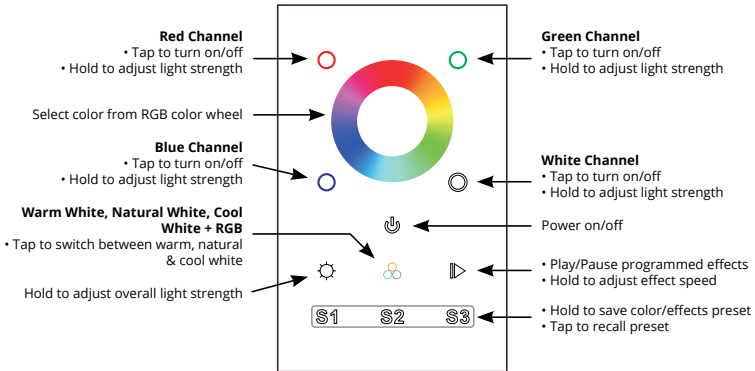 Red Channel
• Tap to turn on/off
• Hold to adjust light strength
Select color from RGB color wheel
Blue Channel
• Tap to turn on/off
• Hold to adjust light strength
Warm White, Natural White, Cool
White + RGB
• Tap to switch between warm, natural
& cool white
Hold to adjust overall light strength
Green Channel
• Tap to turn on/off
• Hold to adjust light strength
White Channel
• Tap to turn on/off
• Hold to adjust light strength
Power on/off
• Play/Pause programmed effects
• Hold to adjust effect speed
• Hold to save color/effects preset
• Tap to recall preset
S1 S2 S3